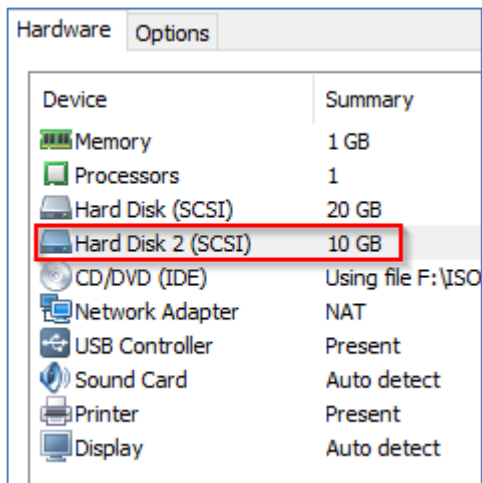 Hardware Options
Device Summary
Memory 1 GB
Processors 1
Hard Disk (SCSI) 20 GB
Hard Disk 2 (SCSI) 10 GB
CD/DVD (IDE) Using file F:\ISO
Network Adapter NAT
USB Controller Present
Sound Card Auto detect
Printer Present
Display Auto detect